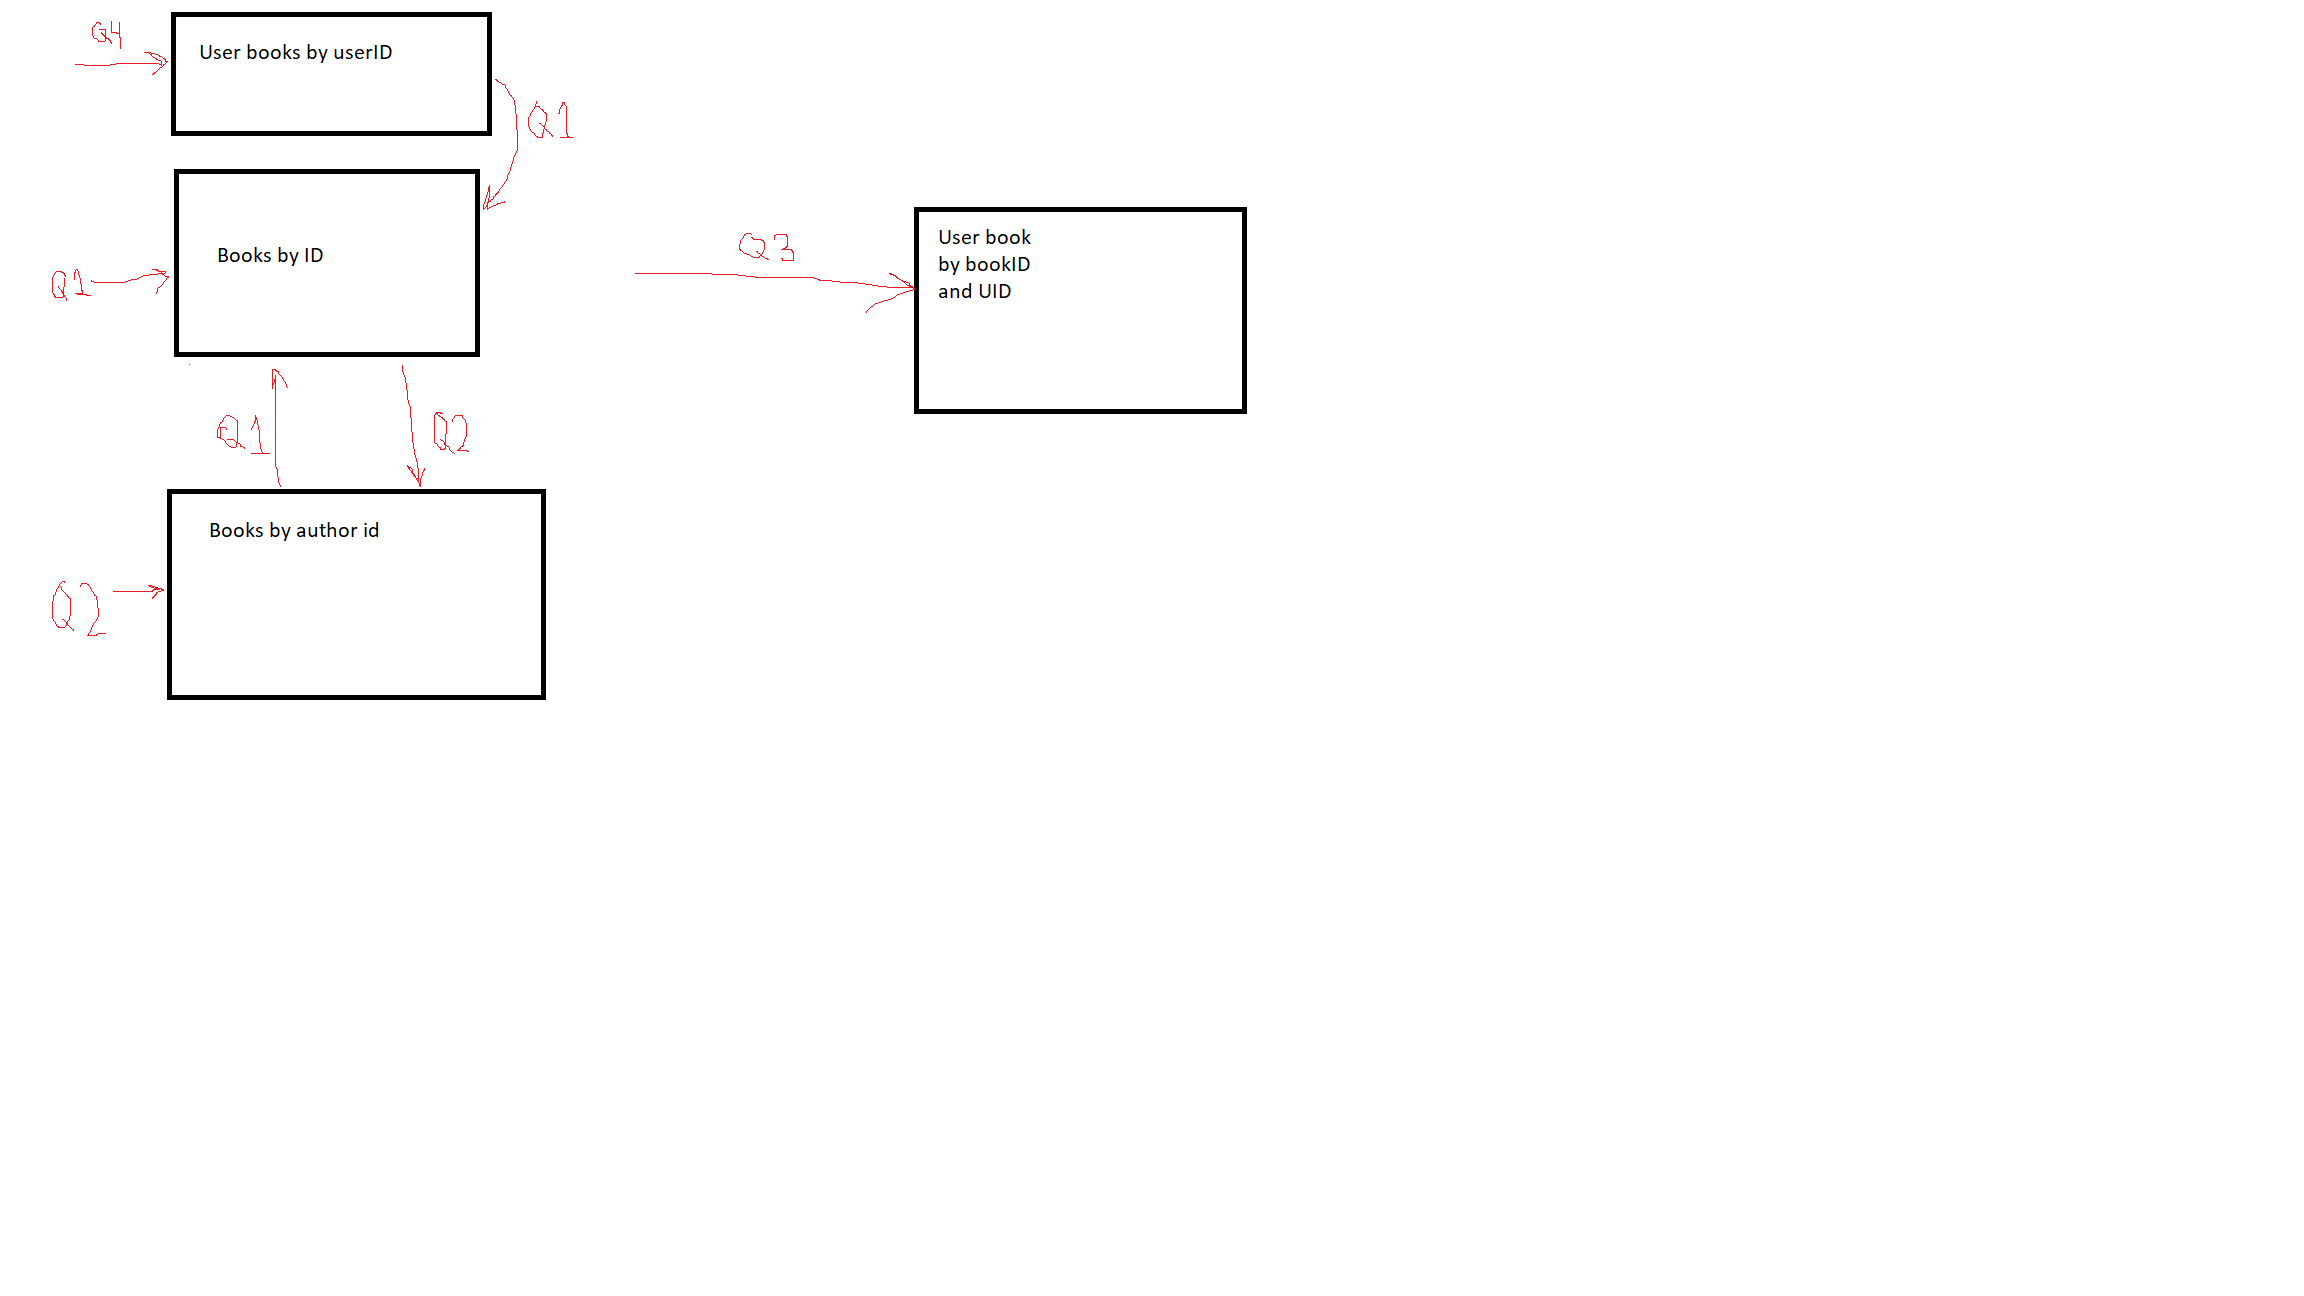 Q4
User books by userID
Q1
Books by ID
Q1
Q3
User book
by bookID
and UID
Q1
Q2
Books by author id
Q2